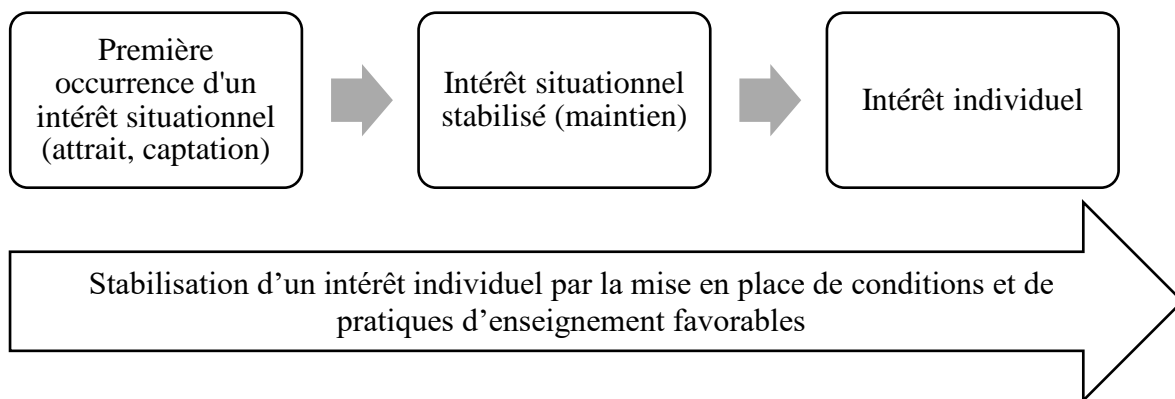 Première
occurrence d'un
intérêt situationnel
(attrait, captation)
Intérêt situationnel
stabilisé (maintien)
Intérêt individuel
Stabilisation d’un intérêt individuel par la mise en place de conditions et de
pratiques d’enseignement favorables